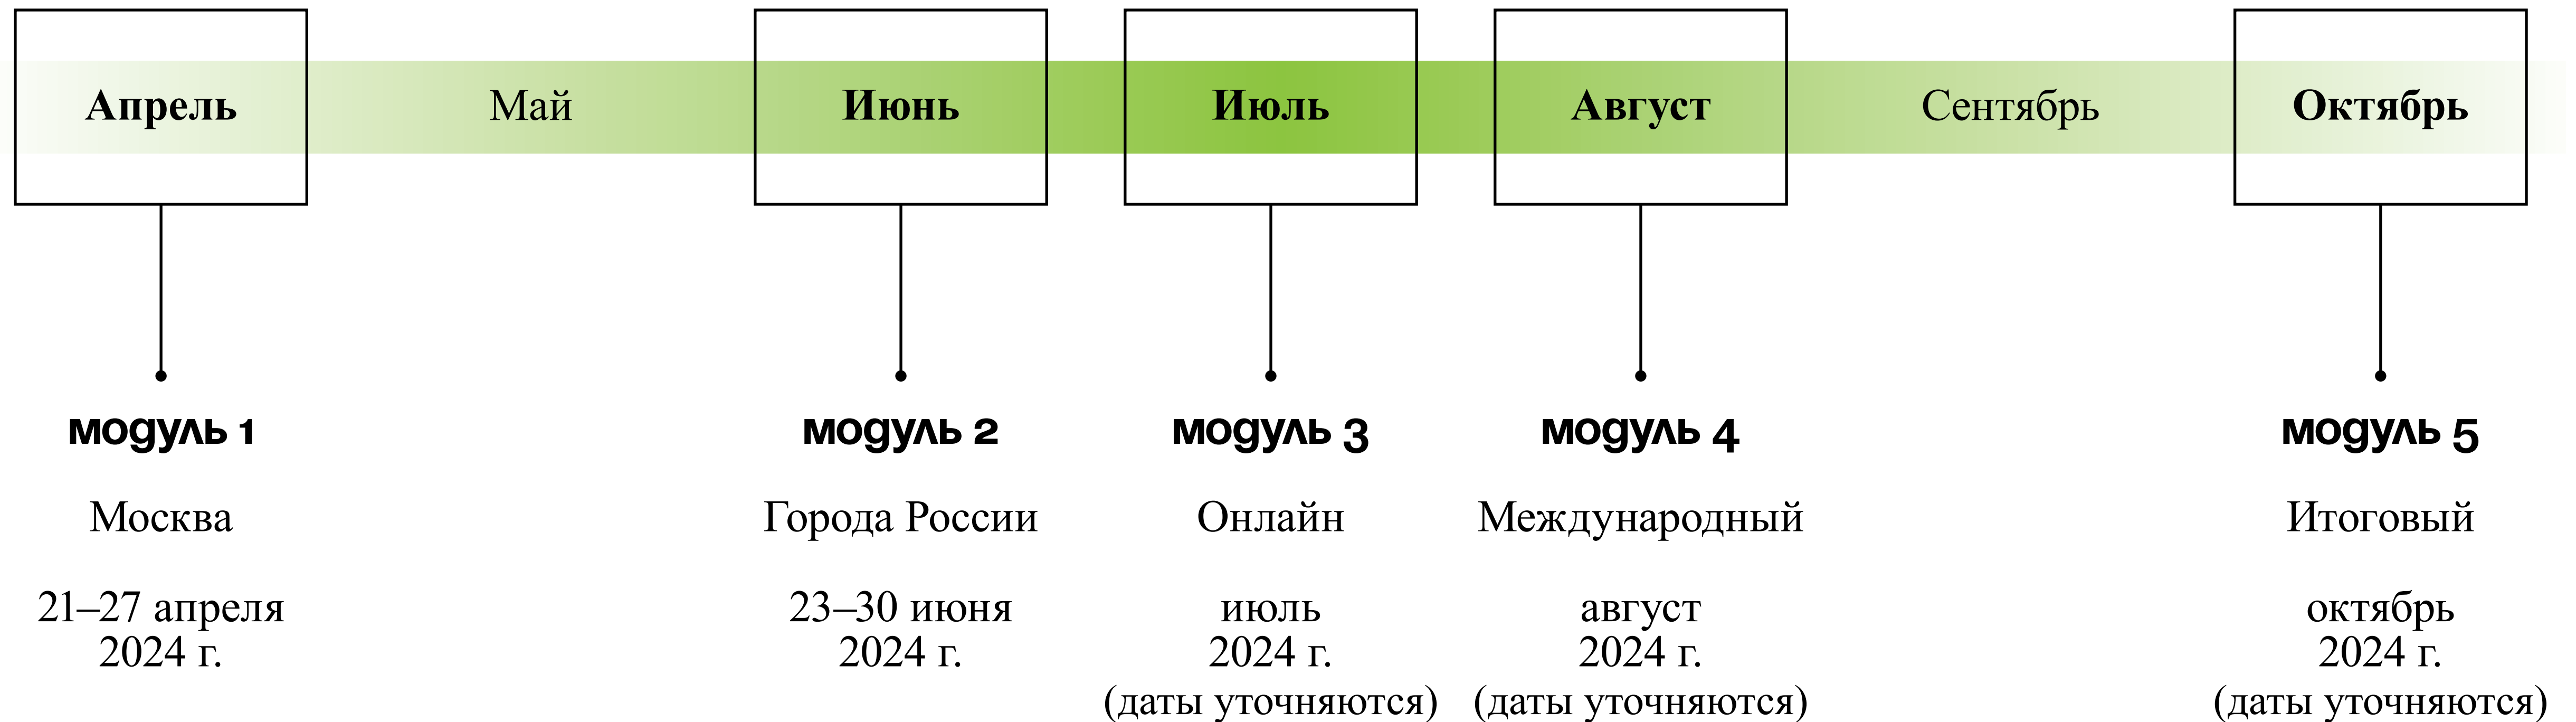 Апрель
Май
Июнь
Июль
Август
Сентябрь
Октябрь
модуль 1
Москва
21–27 апреля
2024 г.
модуль 2
Города России
23–30 июня
2024 г.
модуль 3
Онлайн
июль
2024 г.
(даты уточняются)
модуль 4
Международный
август
2024 г.
(даты уточняются)
модуль 5
Итоговый
октябрь
2024 г.
(даты уточняются)